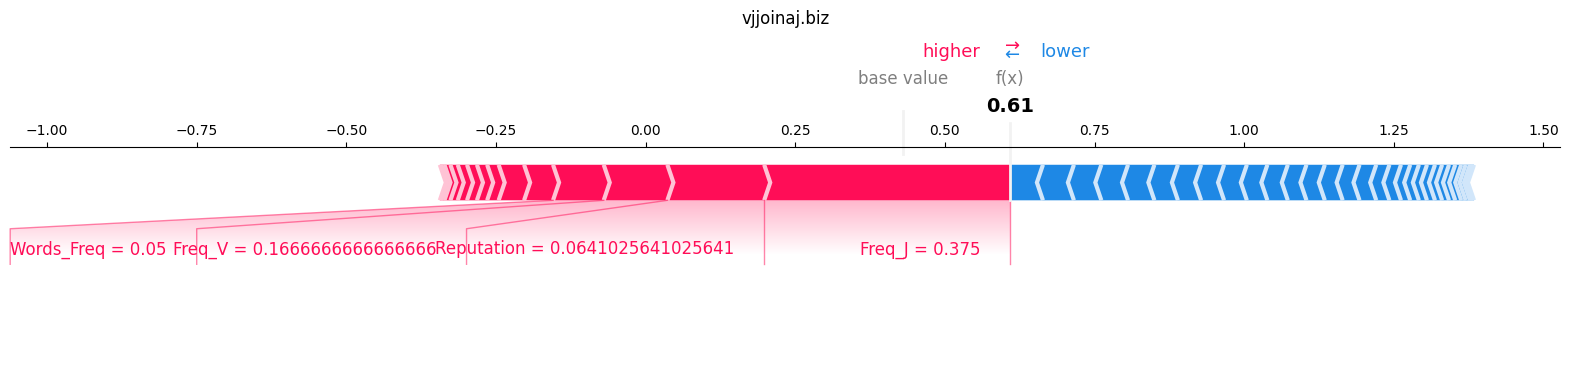 vjjoinaj.biz
higher → lower
←
base value f(x)
0.61
−1.00 −0.75 −0.50 −0.25 0.00 0.25 0.50 0.75 1.00 1.25 1.50
Words_Freq = 0.05 Freq_V = 0.1666666666666666 Reputation = 0.0641025641025641 Freq_J = 0.375